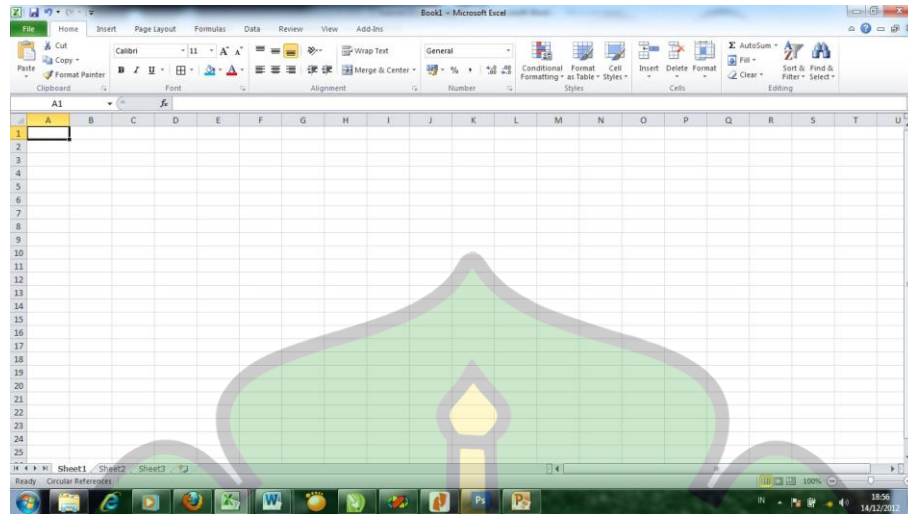 Book1 - Microsoft Excel
File Home Insert Page Layout Formulas Data Review View Add-Ins
Paste Cut Copy Format Painter Clipboard
Calibri 11 A A B I U A Font
Wrap Text Merge & Center Alignment
General % , Number
Conditional Formatting Format as Table Cell Styles Styles
Insert Delete Format Cells
Σ AutoSum Fill Clear Sort & Filter Find & Select Editing
A1 fx
A B C D E F G H I J K L M N O P Q R S T U
1
2
3
4
5
6
7
8
9
10
11
12
13
14
15
16
17
18
19
20
21
22
23
24
25
Sheet1 Sheet2 Sheet3
Ready Circular References 100%
W Ps P IN 18:56
14/12/2012